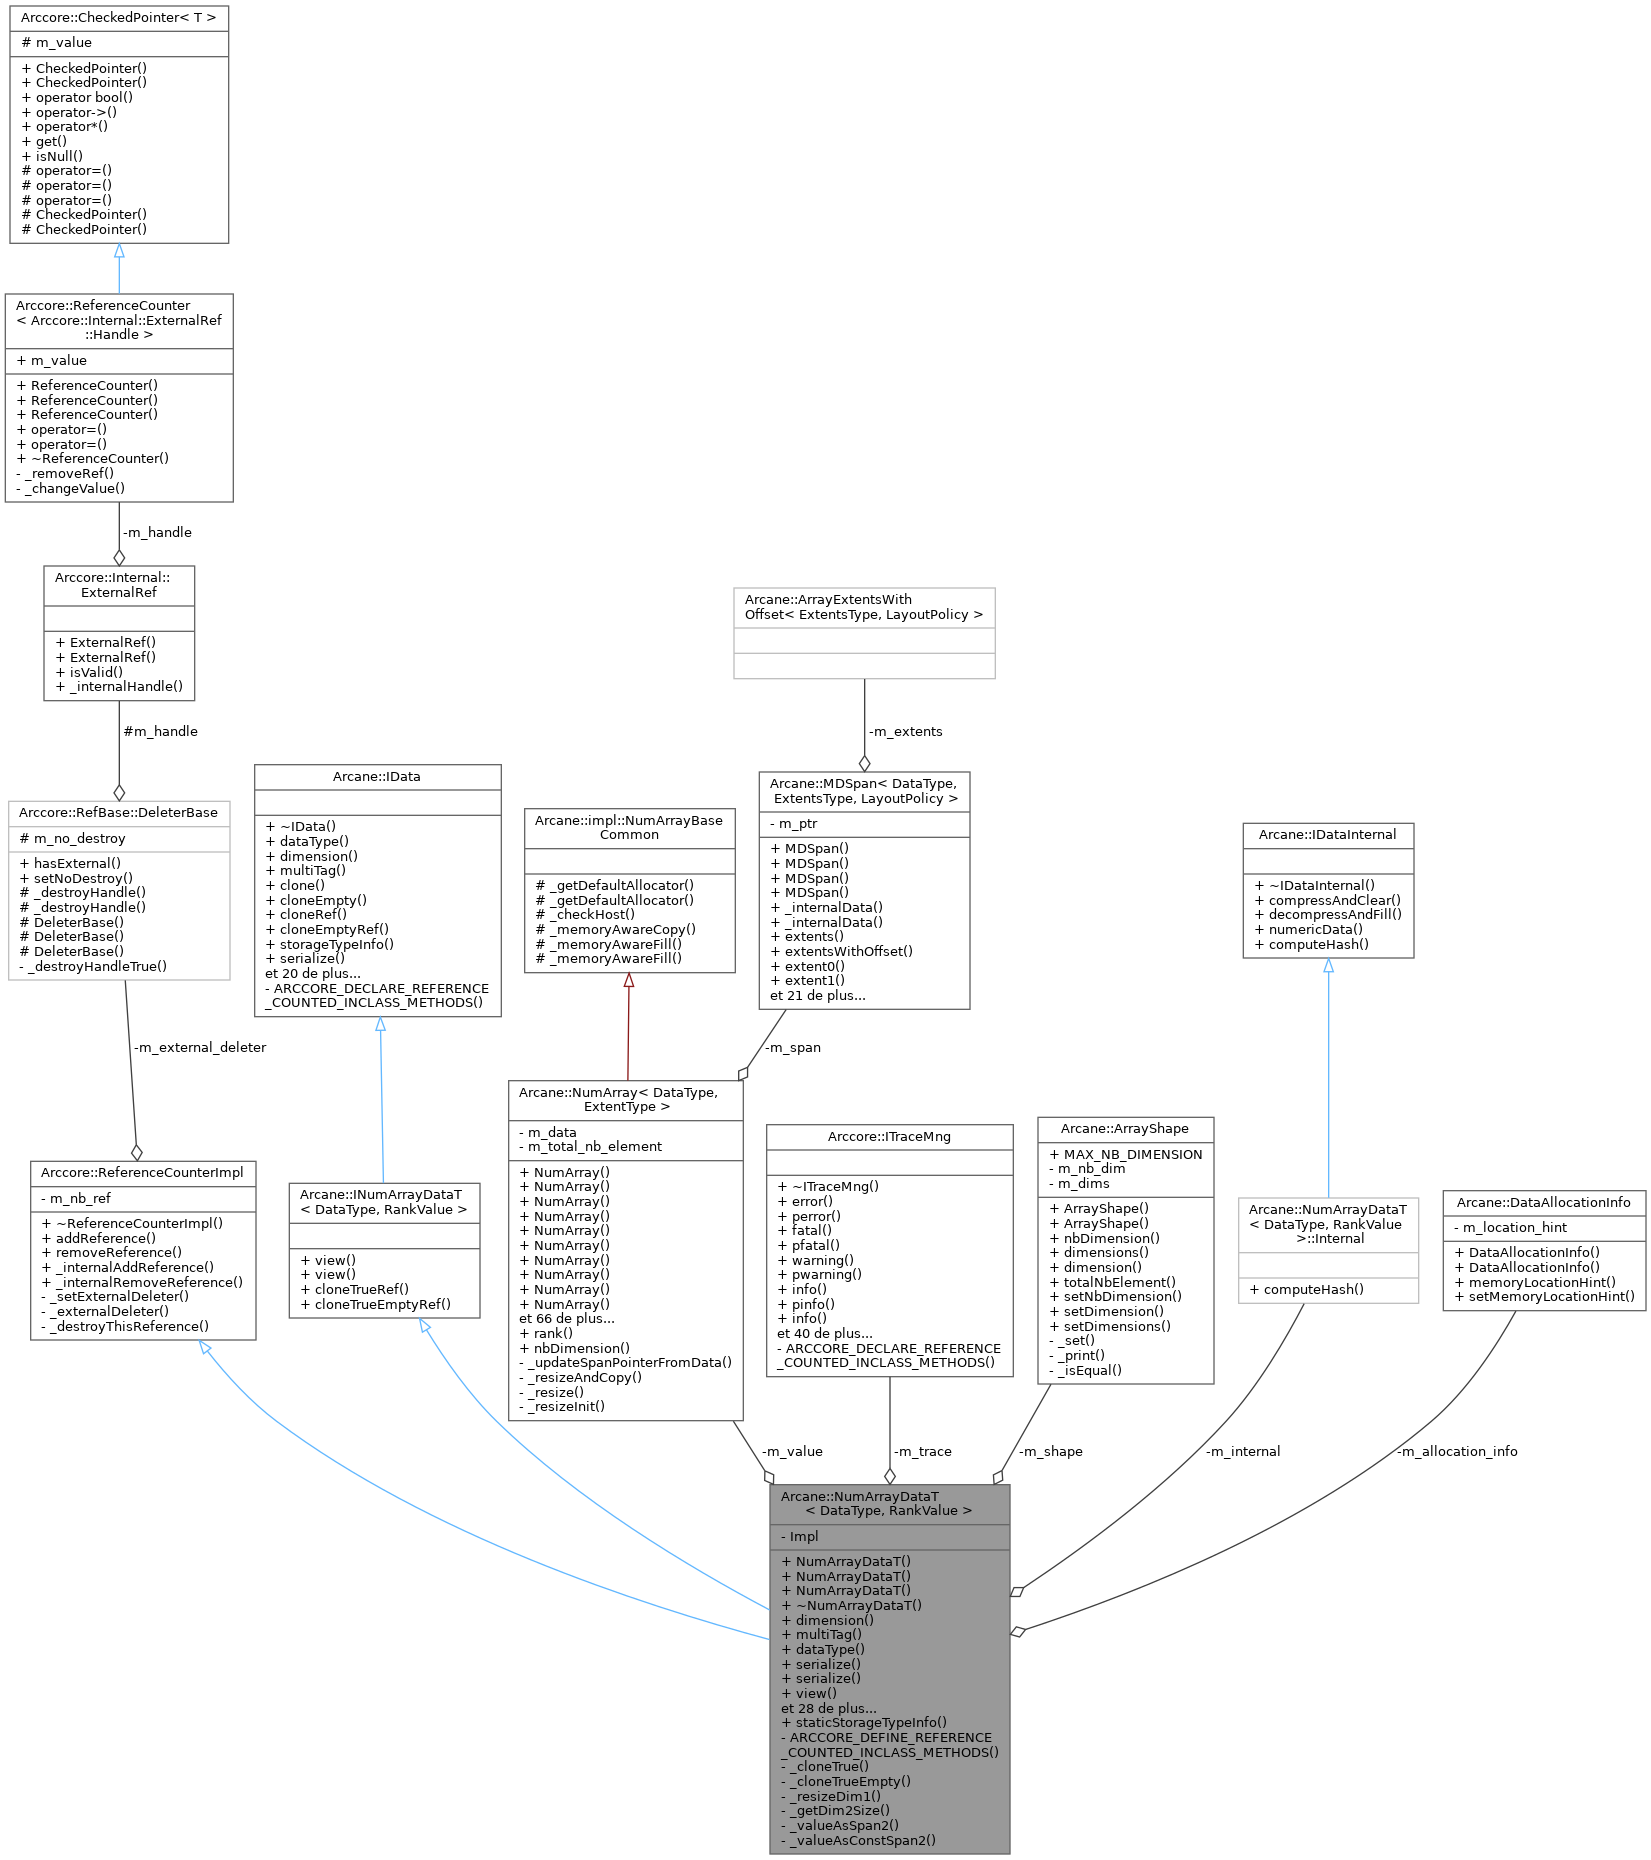 Arccore::CheckedPointer< T >
# m_value
+ CheckedPointer()
+ CheckedPointer()
+ operator bool()
+ operator->()
+ operator*()
+ get()
+ isNull()
# operator=()
# operator=()
# operator=()
# CheckedPointer()
# CheckedPointer()
Arccore::ReferenceCounter
< Arccore::Internal::ExternalRef
::Handle >
+ m_value
+ ReferenceCounter()
+ ReferenceCounter()
+ ReferenceCounter()
+ operator=()
+ operator=()
+ ~ReferenceCounter()
- _removeRef()
- _changeValue()
-m_handle
Arccore::Internal::
ExternalRef
+ ExternalRef()
+ ExternalRef()
+ isValid()
+ _internalHandle()
#m_handle
Arccore::RefBase::DeleterBase
# m_no_destroy
+ hasExternal()
+ setNoDestroy()
# _destroyHandle()
# _destroyHandle()
# DeleterBase()
# DeleterBase()
# DeleterBase()
- _destroyHandleTrue()
-m_external_deleter
Arccore::ReferenceCounterImpl
- m_nb_ref
+ ~ReferenceCounterImpl()
+ addReference()
+ removeReference()
+ _internalAddReference()
+ _internalRemoveReference()
- _setExternalDeleter()
- _externalDeleter()
- _destroyThisReference()
Arcane::IData
+ ~IData()
+ dataType()
+ dimension()
+ multiTag()
+ clone()
+ cloneEmpty()
+ cloneRef()
+ cloneEmptyRef()
+ storageTypeInfo()
+ serialize()
et 20 de plus...
- ARCCORE_DECLARE_REFERENCE
_COUNTED_INCLASS_METHODS()
Arcane::INumArrayDataT
< DataType, RankValue >
+ view()
+ view()
+ cloneTrueRef()
+ cloneTrueEmptyRef()
Arcane::impl::NumArrayBase
Common
# _getDefaultAllocator()
# _getDefaultAllocator()
# _checkHost()
# _memoryAwareCopy()
# _memoryAwareFill()
# _memoryAwareFill()
Arcane::ArrayExtentsWith
Offset< ExtentsType, LayoutPolicy >
-m_extents
Arcane::MDSpan< DataType,
ExtentsType, LayoutPolicy >
- m_ptr
+ MDSpan()
+ MDSpan()
+ MDSpan()
+ MDSpan()
+ _internalData()
+ _internalData()
+ extents()
+ extentsWithOffset()
+ extent0()
+ extent1()
et 21 de plus...
-m_span
Arcane::NumArray< DataType,
ExtentType >
- m_data
- m_total_nb_element
+ NumArray()
+ NumArray()
+ NumArray()
+ NumArray()
+ NumArray()
+ NumArray()
+ NumArray()
+ NumArray()
+ NumArray()
+ NumArray()
et 66 de plus...
+ rank()
+ nbDimension()
- _updateSpanPointerFromData()
- _resizeAndCopy()
- _resize()
- _resizeInit()
-m_value
Arccore::ITraceMng
+ ~ITraceMng()
+ error()
+ perror()
+ fatal()
+ pfatal()
+ warning()
+ pwarning()
+ info()
+ pinfo()
+ info()
et 40 de plus...
- ARCCORE_DECLARE_REFERENCE
_COUNTED_INCLASS_METHODS()
-m_trace
Arcane::ArrayShape
+ MAX_NB_DIMENSION
- m_nb_dim
- m_dims
+ ArrayShape()
+ ArrayShape()
+ nbDimension()
+ dimensions()
+ dimension()
+ totalNbElement()
+ setNbDimension()
+ setDimension()
+ setDimensions()
- _set()
- _print()
- _isEqual()
-m_shape
Arcane::IDataInternal
+ ~IDataInternal()
+ compressAndClear()
+ decompressAndFill()
+ numericData()
+ computeHash()
Arcane::NumArrayDataT
< DataType, RankValue
>::Internal
+ computeHash()
-m_internal
Arcane::DataAllocationInfo
- m_location_hint
+ DataAllocationInfo()
+ DataAllocationInfo()
+ memoryLocationHint()
+ setMemoryLocationHint()
-m_allocation_info
Arcane::NumArrayDataT
< DataType, RankValue >
- Impl
+ NumArrayDataT()
+ NumArrayDataT()
+ NumArrayDataT()
+ ~NumArrayDataT()
+ dimension()
+ multiTag()
+ dataType()
+ serialize()
+ serialize()
+ view()
et 28 de plus...
+ staticStorageTypeInfo()
- ARCCORE_DEFINE_REFERENCE
_COUNTED_INCLASS_METHODS()
- _cloneTrue()
- _cloneTrueEmpty()
- _resizeDim1()
- _getDim2Size()
- _valueAsSpan2()
- _valueAsConstSpan2()